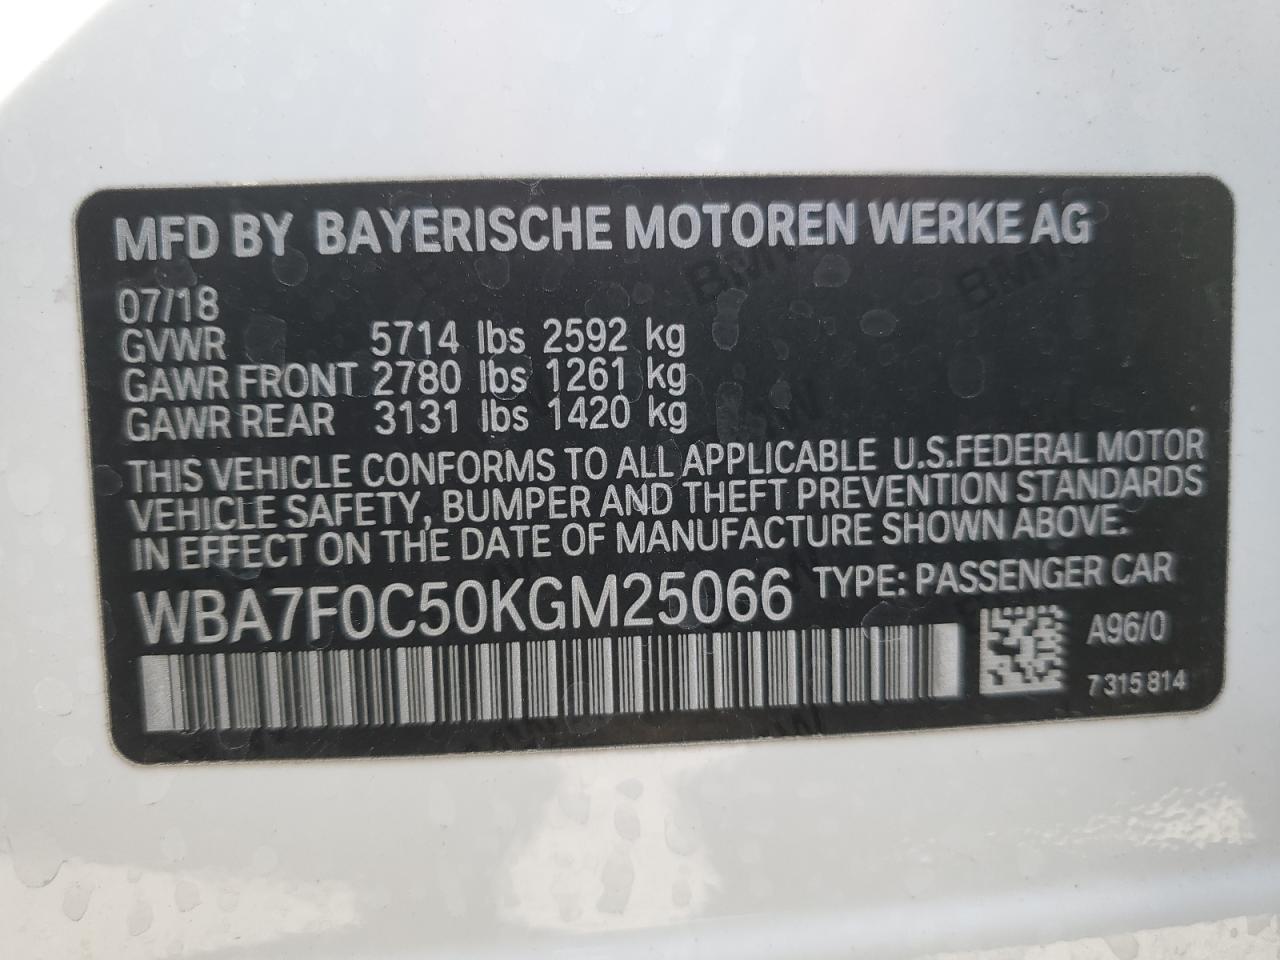 MFD BY BAYERISCHE MOTOREN WERKE AG
07/18
GVWR 5714 lbs 2592 kg
GAWR FRONT 2780 lbs 1261 kg
GAWR REAR 3131 lbs 1420 kg
THIS VEHICLE CONFORMS TO ALL APPLICABLE U.S.FEDERAL MOTOR
VEHICLE SAFETY, BUMPER AND THEFT PREVENTION STANDARDS
IN EFFECT ON THE DATE OF MANUFACTURE SHOWN ABOVE.
WBA7F0C50KGM25066 TYPE: PASSENGER CAR
A96/0
7 315 814